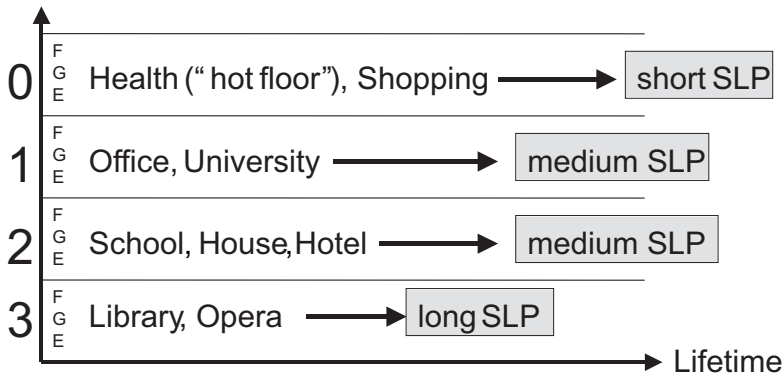 0 F G E Health (“ hot floor”), Shopping short SLP
1 F G E Office, University medium SLP
2 F G E School, House,Hotel medium SLP
3 F G E Library, Opera long SLP
Lifetime